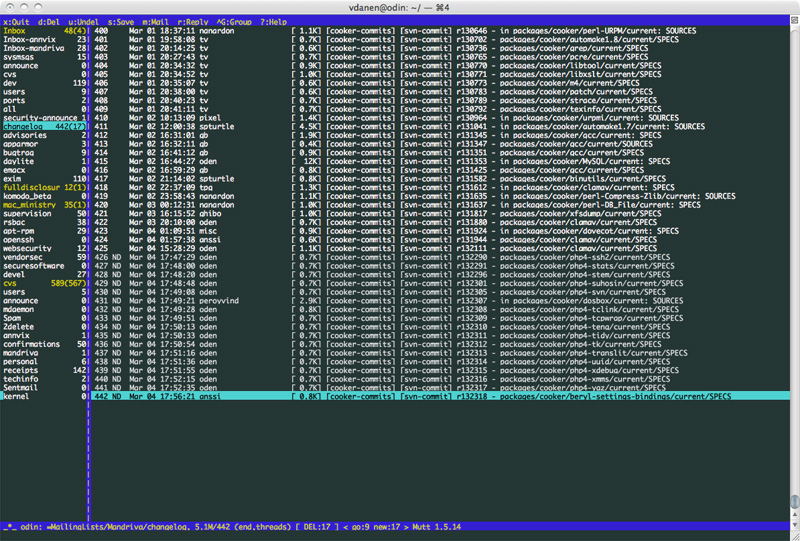 vdanen@odin: ~/ — ⌘4
x:Quit d:Del u:Undel s:Save m:Mail r:Reply ^G:Group ?:Help
Inbox 48(4) 400 Mar 01 18:37:11 nanardon [ 1.1K] [cooker-commits] [svn-commit] r130646 - in packages/cooker/perl-URPM/current: SOURCES
Inbox-annvix 23 401 Mar 01 19:58:08 tv [ 0.7K] [cooker-commits] [svn-commit] r130702 - packages/cooker/automake1.8/current/SPECS
Inbox-mandriva 28 402 Mar 01 20:14:25 tv [ 0.6K] [cooker-commits] [svn-commit] r130736 - packages/cooker/grep/current/SPECS
sysmsgs 15 403 Mar 01 20:27:43 tv [ 0.7K] [cooker-commits] [svn-commit] r130765 - packages/cooker/pcre/current/SPECS
announce 0 404 Mar 01 20:34:32 tv [ 0.9K] [cooker-commits] [svn-commit] r130770 - packages/cooker/libtool/current/SPECS
cvs 0 405 Mar 01 20:34:52 tv [ 1.0K] [cooker-commits] [svn-commit] r130771 - packages/cooker/libxslt/current/SPECS
dev 119 406 Mar 01 20:35:07 tv [ 0.7K] [cooker-commits] [svn-commit] r130772 - packages/cooker/m4/current/SPECS
users 9 407 Mar 01 20:38:00 tv [ 0.6K] [cooker-commits] [svn-commit] r130783 - packages/cooker/patch/current/SPECS
ports 2 408 Mar 01 20:40:23 tv [ 0.7K] [cooker-commits] [svn-commit] r130789 - packages/cooker/strace/current/SPECS
all 0 409 Mar 01 20:41:11 tv [ 0.7K] [cooker-commits] [svn-commit] r130792 - packages/cooker/texinfo/current/SPECS
security-announce 1 410 Mar 02 10:13:09 pixel [ 1.4K] [cooker-commits] [svn-commit] r130964 - packages/cooker/urpmi/current: SOURCES
changelog 442(17) 411 Mar 02 12:00:38 spturtle [ 4.5K] [cooker-commits] [svn-commit] r131041 - packages/cooker/automake1.7/current: SOURCES
advisories 2 412 Mar 02 16:31:01 gb [ 0.9K] [cooker-commits] [svn-commit] r131345 - packages/cooker/gcc/current/SPECS
apparmor 3 413 Mar 02 16:32:11 gb [ 0.4K] [cooker-commits] [svn-commit] r131347 - packages/cooker/gcc/current/SOURCES
bugtraq 9 414 Mar 02 16:41:12 gb [ 0.9K] [cooker-commits] [svn-commit] r131351 - packages/cooker/gcc/current: SPECS
daylite 1 415 Mar 02 16:44:27 oden [ 12K] [cooker-commits] [svn-commit] r131353 - in packages/cooker/MySQL/current: SPECS
emacx 0 416 Mar 02 16:59:29 gb [ 0.8K] [cooker-commits] [svn-commit] r131425 - packages/cooker/gcc/current/SPECS
exim 110 417 Mar 02 21:14:02 spturtle [ 0.8K] [cooker-commits] [svn-commit] r131582 - packages/cooker/binutils/current/SPECS
fulldisclosur 12(1) 418 Mar 02 22:37:09 tpg [ 1.3K] [cooker-commits] [svn-commit] r131612 - packages/cooker/clamav/current/SPECS
komodo_beta 0 419 Mar 02 23:58:43 nanardon [ 1.1K] [cooker-commits] [svn-commit] r131635 - packages/cooker/perl-Compress-Zlib/current: SOURCES
mac_ministry 35(1) 420 Mar 03 00:12:31 nanardon [ 1.0K] [cooker-commits] [svn-commit] r131637 - packages/cooker/perl-DB_File/current: SPECS
supervision 50 421 Mar 03 16:15:52 ahibo [ 0.7K] [cooker-commits] [svn-commit] r131817 - packages/cooker/xfsdump/current/SPECS
rsbac 38 422 Mar 03 20:10:00 oden [ 0.7K] [cooker-commits] [svn-commit] r131858 - packages/cooker/clamav/current/SPECS
apt-rpm 29 423 Mar 04 01:09:51 misc [ 0.9K] [cooker-commits] [svn-commit] r131924 - packages/cooker/dovecot/current: SPECS
openssh 0 424 Mar 04 01:57:38 anssi [ 0.6K] [cooker-commits] [svn-commit] r131944 - packages/cooker/clamav/current/SPECS
websecurity 12 425 Mar 04 15:28:29 oden [ 1.1K] [cooker-commits] [svn-commit] r132111 - packages/cooker/clamav/current/SPECS
vendorsec 59 426 ND Mar 04 17:47:29 oden [ 0.7K] [cooker-commits] [svn-commit] r132290 - packages/cooker/php4-ssh2/current/SPECS
securesoftware 0 427 ND Mar 04 17:48:00 oden [ 0.7K] [cooker-commits] [svn-commit] r132295 - packages/cooker/php4-stats/current/SPECS
devel 27 428 ND Mar 04 17:48:20 oden [ 0.7K] [cooker-commits] [svn-commit] r132296 - packages/cooker/php4-stem/current/SPECS
cvs 589(567) 429 ND Mar 04 17:48:48 oden [ 0.7K] [cooker-commits] [svn-commit] r132301 - packages/cooker/php4-suhosin/current/SPECS
users 5 430 ND Mar 04 17:49:08 oden [ 0.7K] [cooker-commits] [svn-commit] r132305 - packages/cooker/php4-svn/current/SPECS
announce 0 431 ND Mar 04 17:49:21 peroyvind [ 2.9K] [cooker-commits] [svn-commit] r132307 - in packages/cooker/dosbox/current: SOURCES
mdaemon 0 432 ND Mar 04 17:49:28 oden [ 0.8K] [cooker-commits] [svn-commit] r132308 - packages/cooker/php4-tclink/current/SPECS
Spam 0 433 ND Mar 04 17:49:51 oden [ 0.7K] [cooker-commits] [svn-commit] r132309 - packages/cooker/php4-tcpwrap/current/SPECS
Zdelete 0 434 ND Mar 04 17:50:13 oden [ 0.7K] [cooker-commits] [svn-commit] r132310 - packages/cooker/php4-teng/current/SPECS
annvix 1 435 ND Mar 04 17:50:33 oden [ 0.7K] [cooker-commits] [svn-commit] r132311 - packages/cooker/php4-tidy/current/SPECS
confirmations 50 436 ND Mar 04 17:50:54 oden [ 0.7K] [cooker-commits] [svn-commit] r132312 - packages/cooker/php4-tk/current/SPECS
mandriva 1 437 ND Mar 04 17:51:16 oden [ 0.7K] [cooker-commits] [svn-commit] r132313 - packages/cooker/php4-translit/current/SPECS
personal 6 438 ND Mar 04 17:51:36 oden [ 0.7K] [cooker-commits] [svn-commit] r132314 - packages/cooker/php4-uuid/current/SPECS
receipts 142 439 ND Mar 04 17:51:55 oden [ 0.7K] [cooker-commits] [svn-commit] r132315 - packages/cooker/php4-xdebug/current/SPECS
techinfo 2 440 ND Mar 04 17:52:15 oden [ 0.7K] [cooker-commits] [svn-commit] r132316 - packages/cooker/php4-xmms/current/SPECS
Sentmail 0 441 ND Mar 04 17:52:35 oden [ 0.7K] [cooker-commits] [svn-commit] r132317 - packages/cooker/php4-yaz/current/SPECS
kernel 0 442 ND Mar 04 17:56:21 anssi [ 0.8K] [cooker-commits] [svn-commit] r132318 - packages/cooker/beryl-settings-bindings/current/SPECS
_*_ odin: =Mailinglists/Mandriva/changelog, 5.1M/442 (end,threads) [ DEL:17 ] < go:9 new:17 > Mutt 1.5.14